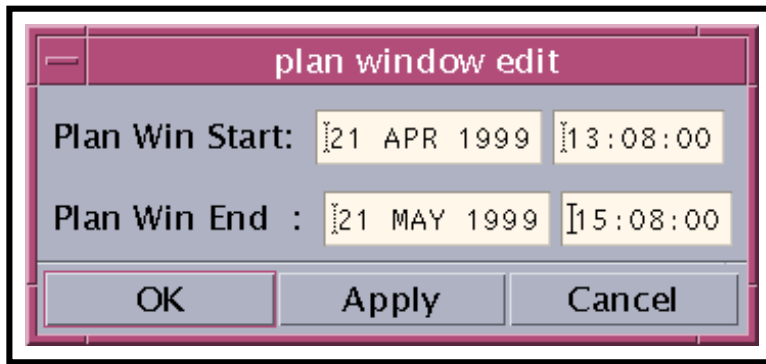 plan window edit
Plan Win Start: 21 APR 1999 13:08:00
Plan Win End : 21 MAY 1999 15:08:00
OK Apply Cancel